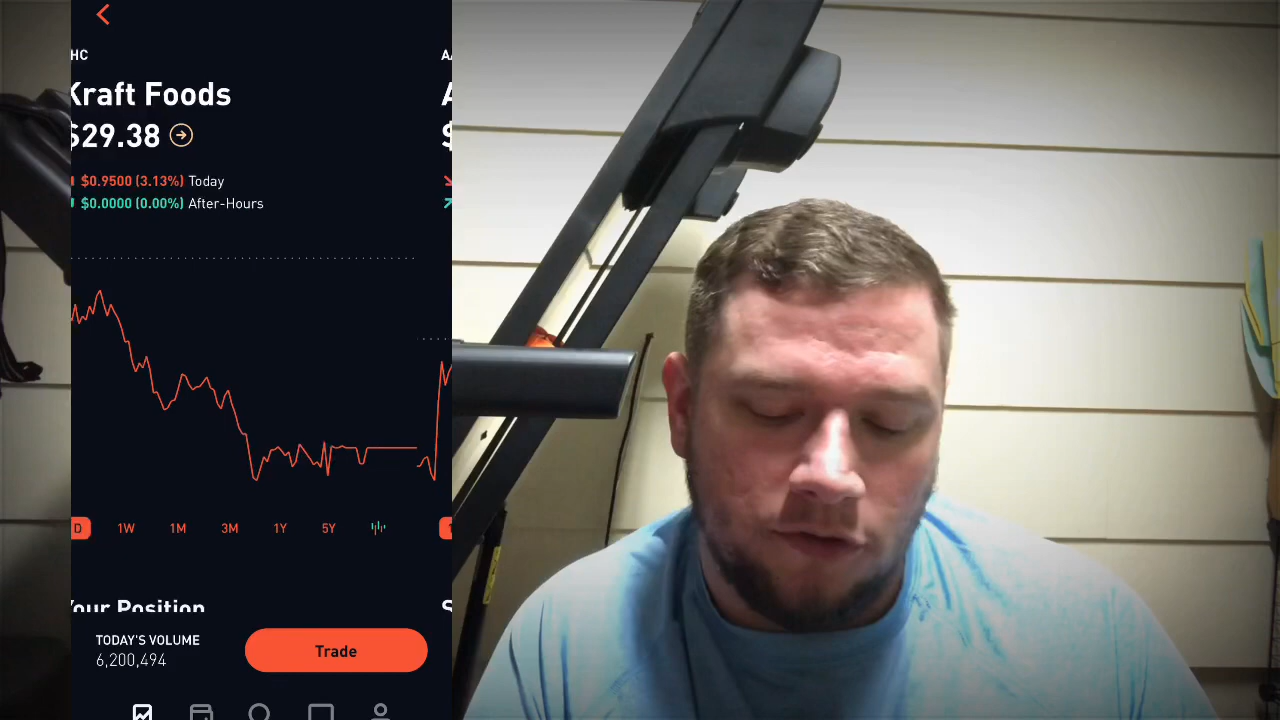 HC
Kraft Foods
$29.38
$0.9500 (3.13%) Today
$0.0000 (0.00%) After-Hours
D 1W 1M 3M 1Y 5Y
Your Position
TODAY'S VOLUME
6,200,494
Trade